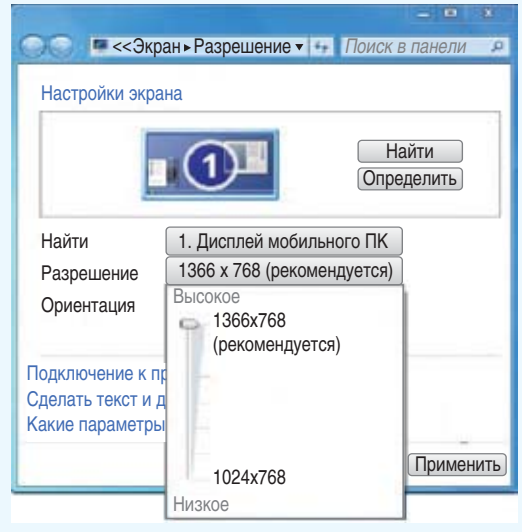 <<Экран▸Разрешение▾ Поиск в панели
Настройки экрана
1
Найти
Определить
Найти 1. Дисплей мобильного ПК
Разрешение 1366 x 768 (рекомендуется)
Ориентация
Высокое
1366x768
(рекомендуется)
Подключение к пр
Сделать текст и д
Какие параметры
1024x768
Низкое
Применить